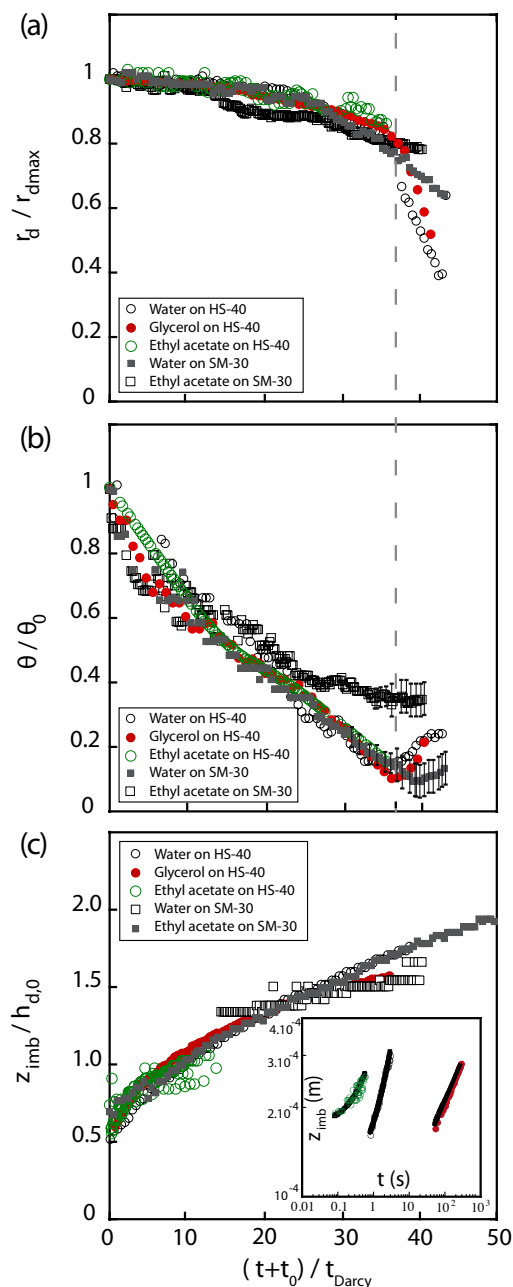 (a)
r_d / r_dmax
1
0.8
0.6
0.4
0.2
0
Water on HS-40
Glycerol on HS-40
Ethyl acetate on HS-40
Water on SM-30
Ethyl acetate on SM-30
0 10 20 30 40 50
(b)
θ / θ_0
1
0.8
0.6
0.4
0.2
0
Water on HS-40
Glycerol on HS-40
Ethyl acetate on HS-40
Water on SM-30
Ethyl acetate on SM-30
(c)
z_imb / h_d,0
2.0
1.5
1.0
0.5
0
Water on HS-40
Glycerol on HS-40
Ethyl acetate on HS-40
Water on SM-30
Ethyl acetate on SM-30
z_imb (m)
4.10^-4
3.10^-4
2.10^-4
10^-4
0.01 0.1 1 10 10^2 10^3
t (s)
0 10 20 30 40 50
(t+t_0) / t_Darcy